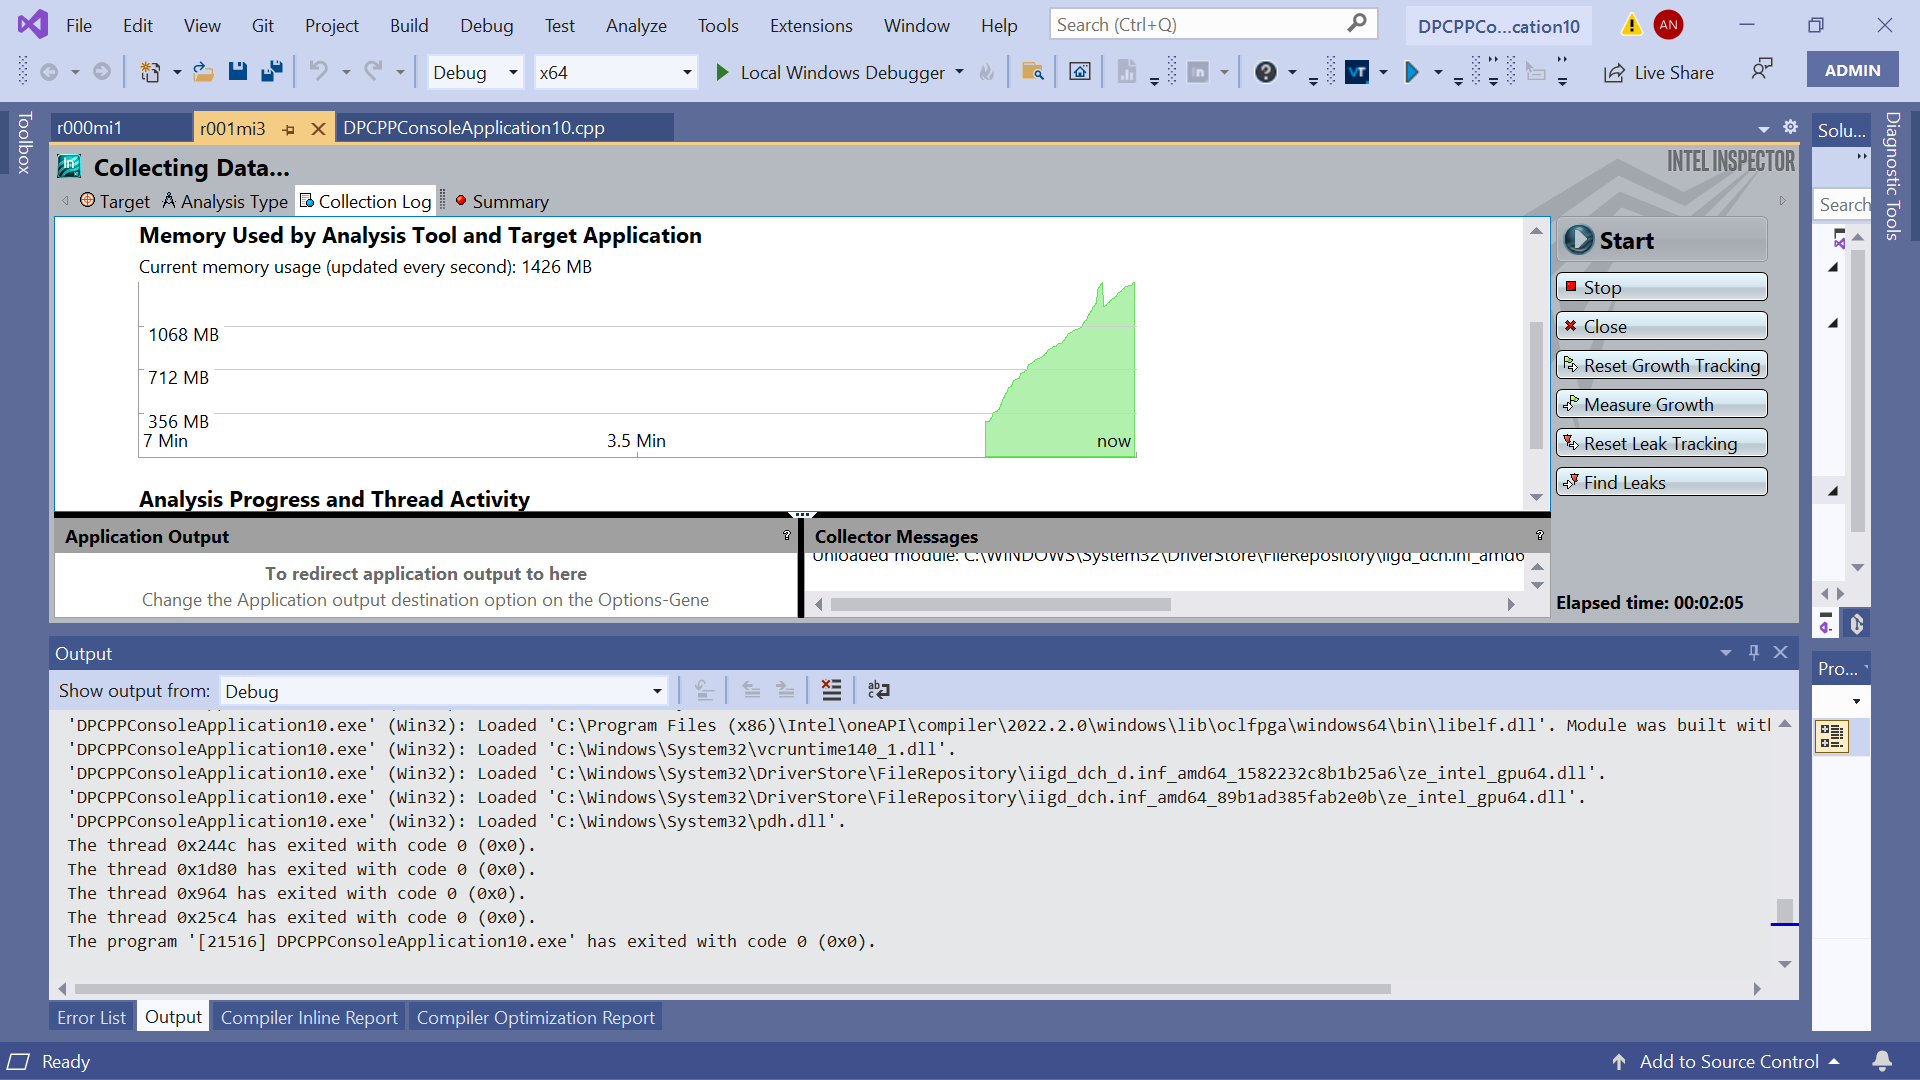 File Edit View Git Project Build Debug Test Analyze Tools Extensions Window Help Search (Ctrl+Q) DPCPPCo...cation10 AN
Debug x64 Local Windows Debugger Live Share ADMIN
Toolbox
r000mi1 r001mi3 DPCPPConsoleApplication10.cpp
Collecting Data...
INTEL INSPECTOR
Target Analysis Type Collection Log Summary
Memory Used by Analysis Tool and Target Application
Current memory usage (updated every second): 1426 MB
1068 MB
712 MB
356 MB
7 Min 3.5 Min now
Analysis Progress and Thread Activity
Start
Stop
Close
Reset Growth Tracking
Measure Growth
Reset Leak Tracking
Find Leaks
Elapsed time: 00:02:05
Application Output ?
To redirect application output to here
Change the Application output destination option on the Options-Gene
Collector Messages ?
Unloaded module: C:\WINDOWS\System32\DriverStore\FileRepository\iigd_dch.inf_amd6
Solu...
Search
Diagnostic Tools
Pro...
Output
Show output from: Debug
'DPCPPConsoleApplication10.exe' (Win32): Loaded 'C:\Program Files (x86)\Intel\oneAPI\compiler\2022.2.0\windows\lib\oclfpga\windows64\bin\libelf.dll'. Module was built wit
'DPCPPConsoleApplication10.exe' (Win32): Loaded 'C:\Windows\System32\vcruntime140_1.dll'.
'DPCPPConsoleApplication10.exe' (Win32): Loaded 'C:\Windows\System32\DriverStore\FileRepository\iigd_dch_d.inf_amd64_1582232c8b1b25a6\ze_intel_gpu64.dll'.
'DPCPPConsoleApplication10.exe' (Win32): Loaded 'C:\Windows\System32\DriverStore\FileRepository\iigd_dch.inf_amd64_89b1ad385fab2e0b\ze_intel_gpu64.dll'.
'DPCPPConsoleApplication10.exe' (Win32): Loaded 'C:\Windows\System32\pdh.dll'.
The thread 0x244c has exited with code 0 (0x0).
The thread 0x1d80 has exited with code 0 (0x0).
The thread 0x964 has exited with code 0 (0x0).
The thread 0x25c4 has exited with code 0 (0x0).
The program '[21516] DPCPPConsoleApplication10.exe' has exited with code 0 (0x0).
Error List Output Compiler Inline Report Compiler Optimization Report
Ready Add to Source Control